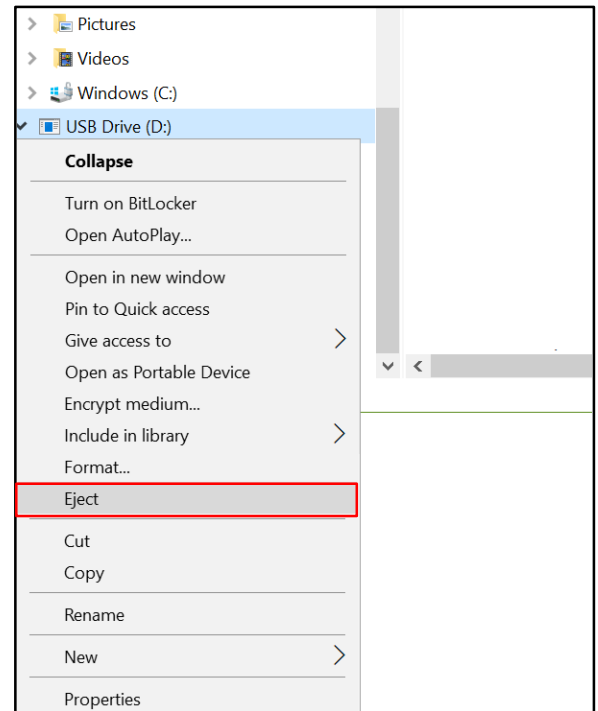 Pictures
Videos
Windows (C:)
USB Drive (D:)
Collapse
Turn on BitLocker
Open AutoPlay...
Open in new window
Pin to Quick access
Give access to
Open as Portable Device
Encrypt medium...
Include in library
Format...
Eject
Cut
Copy
Rename
New
Properties